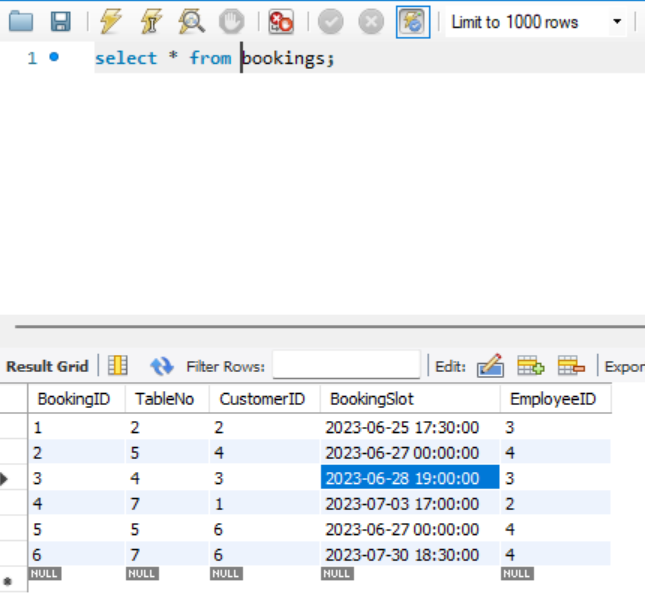 Limit to 1000 rows
1 select * from bookings;
Result Grid Filter Rows: Edit: Expor
BookingID TableNo CustomerID BookingSlot EmployeeID
1 2 2 2023-06-25 17:30:00 3
2 5 4 2023-06-27 00:00:00 4
3 4 3 2023-06-28 19:00:00 3
4 7 1 2023-07-03 17:00:00 2
5 5 6 2023-06-27 00:00:00 4
6 7 6 2023-07-30 18:30:00 4
NULL NULL NULL NULL NULL